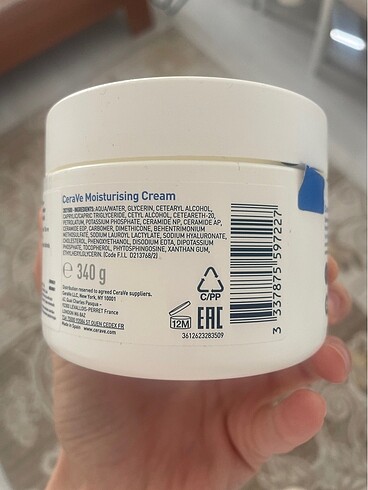 CeraVe Moisturising Cream
INGREDIENTS: AQUA/WATER, GLYCERIN, CETEARYL ALCOHOL,
CAPRYLIC/CAPRIC TRIGLYCERIDE, CETYL ALCOHOL, CETEARETH-20,
PETROLATUM, POTASSIUM PHOSPHATE, CERAMIDE NP, CERAMIDE AP,
CERAMIDE EOP, CARBOMER, DIMETHICONE, BEHENTRIMONIUM
METHOSULFATE, SODIUM LAUROYL LACTYLATE, SODIUM HYALURONATE,
CHOLESTEROL, PHENOXYETHANOL, DISODIUM EDTA, DIPOTASSIUM
PHOSPHATE, TOCOPHEROL, PHYTOSPHINGOSINE, XANTHAN GUM,
ETHYLHEXYLGLYCERIN. (Code F.I.L. D213768/2)
℮ 340 g
Distribution reserved to agreed CeraVe suppliers.
CeraVe LLC, New York, NY 10001
LEVALLOIS-PERRET France
LONDON W6 8AZ
ST OUEN CEDEX FR
Made in Spain www.cerave.com
C/PP
12M
EAC
3612623283509
3 337875 597227